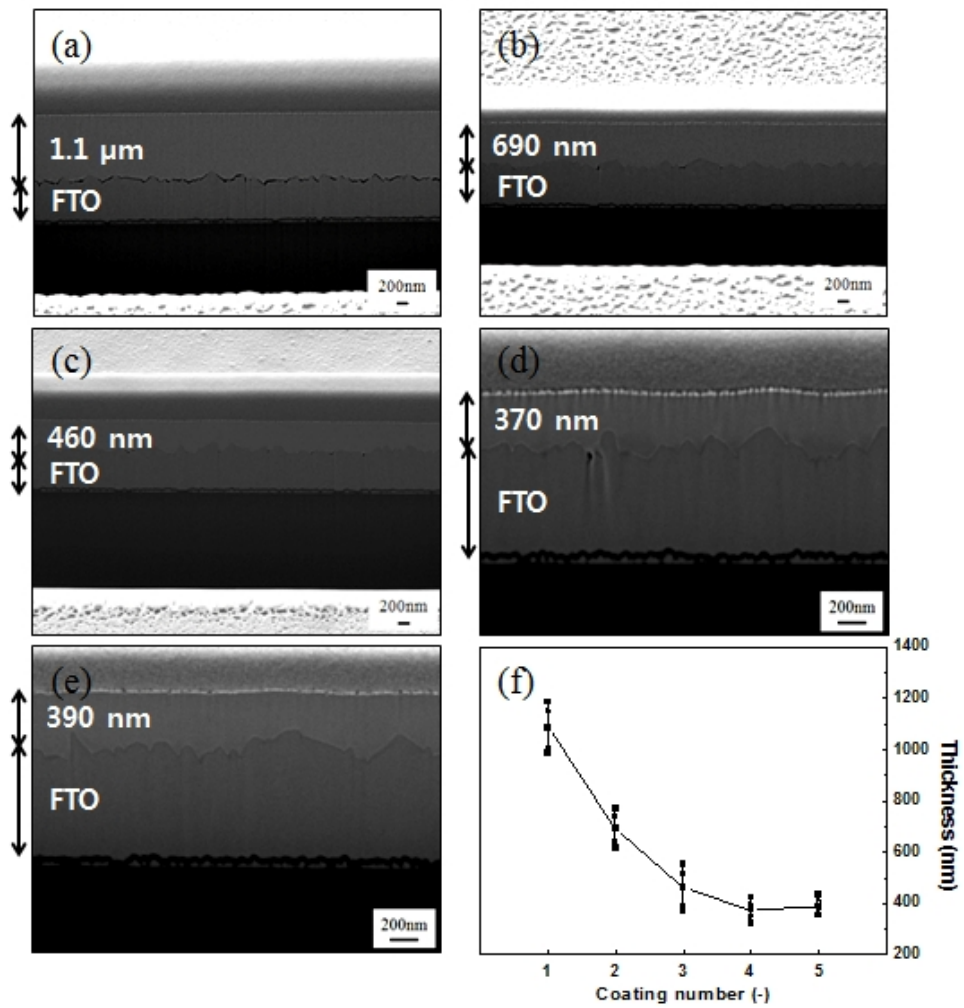 (a)
1.1 μm
FTO
200nm
(b)
690 nm
FTO
200nm
(c)
460 nm
FTO
200nm
(d)
370 nm
FTO
200nm
(e)
390 nm
FTO
200nm
(f)
1400
1200
1000
800
600
400
200
Thickness (nm)
1 2 3 4 5
Coating number (-)